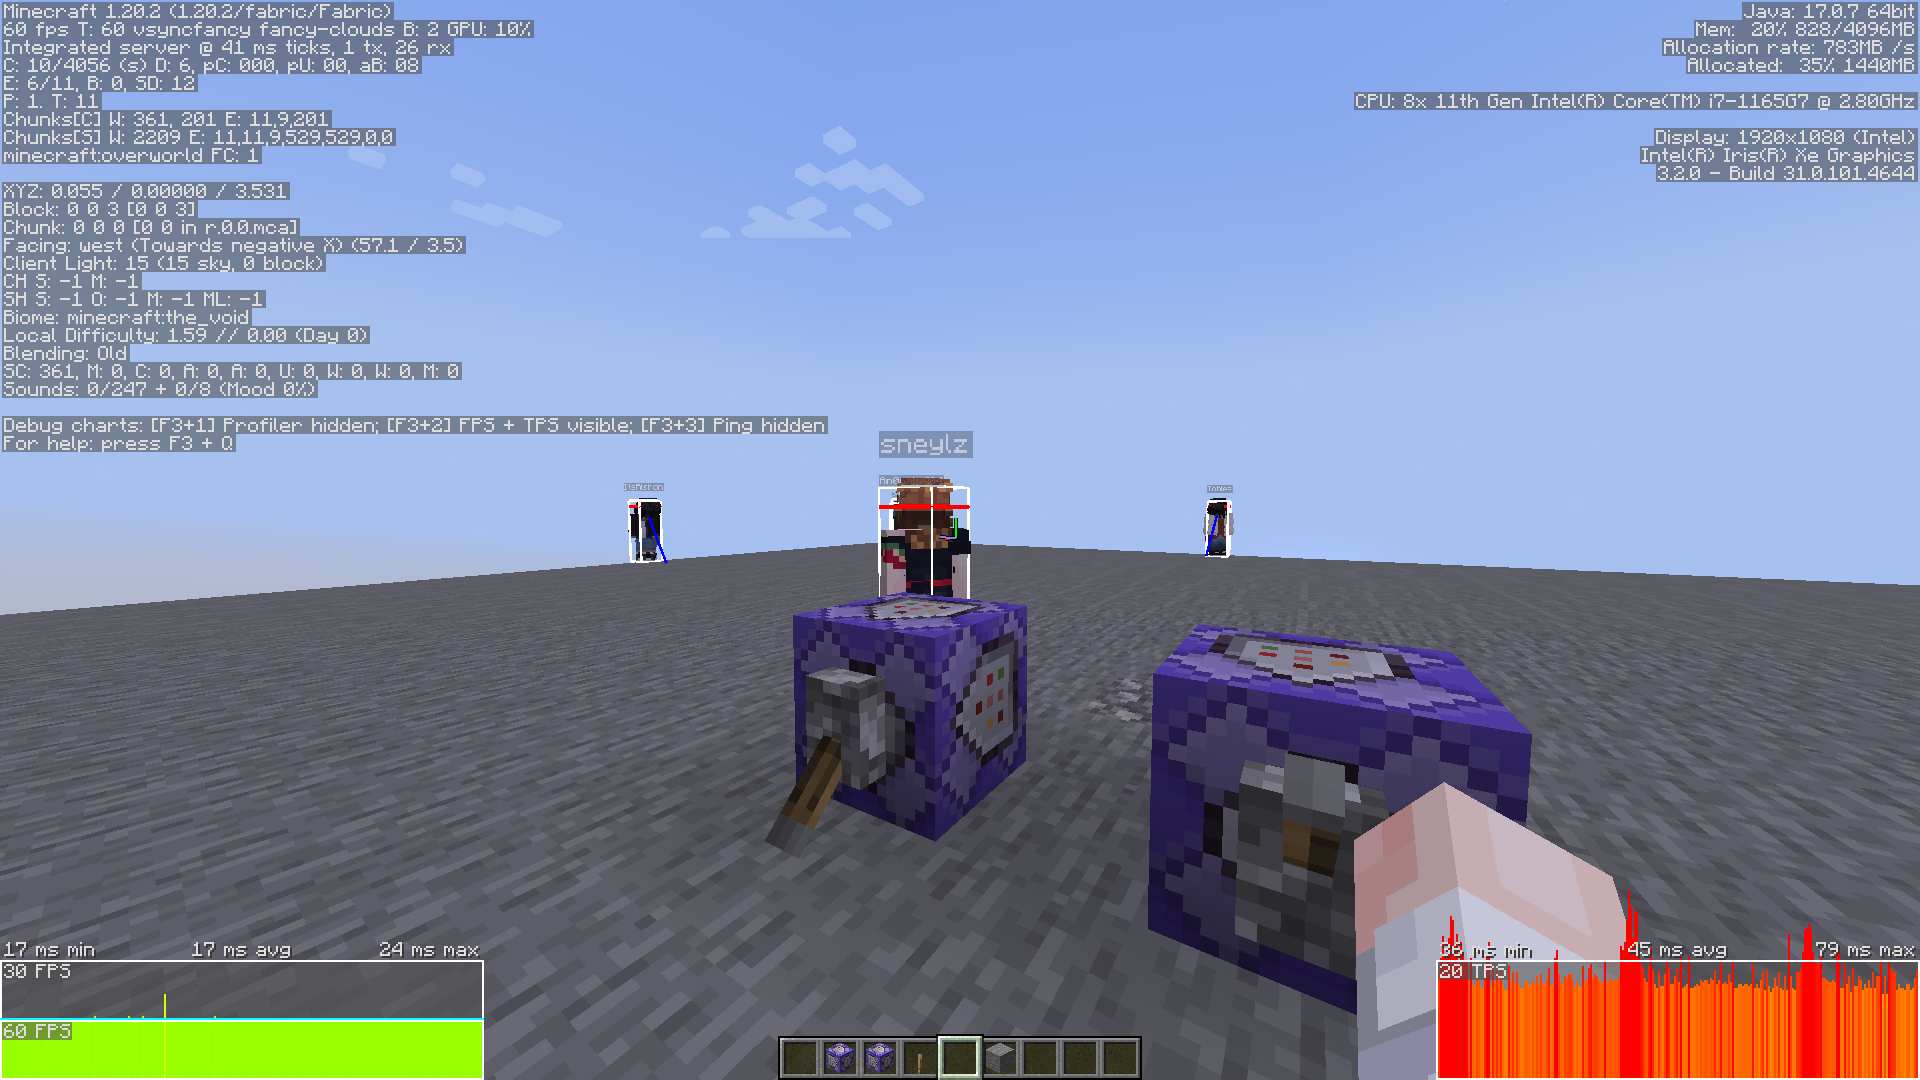 Minecraft 1.20.2 (1.20.2/fabric/Fabric)
60 fps T: 60 vsyncfancy fancy-clouds B: 2 GPU: 10%
Integrated server @ 41 ms ticks, 1 tx, 26 rx
C: 10/4056 (s) D: 6, pC: 000, pU: 00, aB: 08
E: 6/11, B: 0, SD: 12
P: 1. T: 11
Chunks[C] W: 361, 201 E: 11,9,201
Chunks[S] W: 2209 E: 11,11,9,529,529,0,0
minecraft:overworld FC: 1
XYZ: 0.055 / 0.00000 / 3.531
Block: 0 0 3 [0 0 3]
Chunk: 0 0 0 [0 0 in r.0.0.mca]
Facing: west (Towards negative X) (57.1 / 3.5)
Client Light: 15 (15 sky, 0 block)
CH S: -1 M: -1
SH S: -1 O: -1 M: -1 ML: -1
Biome: minecraft:the_void
Local Difficulty: 1.59 // 0.00 (Day 0)
Blending: Old
SC: 361, M: 0, C: 0, A: 0, A: 0, U: 0, W: 0, W: 0, M: 0
Sounds: 0/247 + 0/8 (Mood 0%)
Debug charts: [F3+1] Profiler hidden; [F3+2] FPS + TPS visible; [F3+3] Ping hidden
For help: press F3 + Q
Java: 17.0.7 64bit
Mem: 20% 828/4096MB
Allocation rate: 783MB /s
Allocated: 35% 1440MB
CPU: 8x 11th Gen Intel(R) Core(TM) i7-1165G7 @ 2.80GHz
Display: 1920x1080 (Intel)
Intel(R) Iris(R) Xe Graphics
3.2.0 - Build 31.0.101.4644
sneylz
17 ms min 17 ms avg 24 ms max
30 FPS
60 FPS
36 ms min 45 ms avg 79 ms max
20 TPS